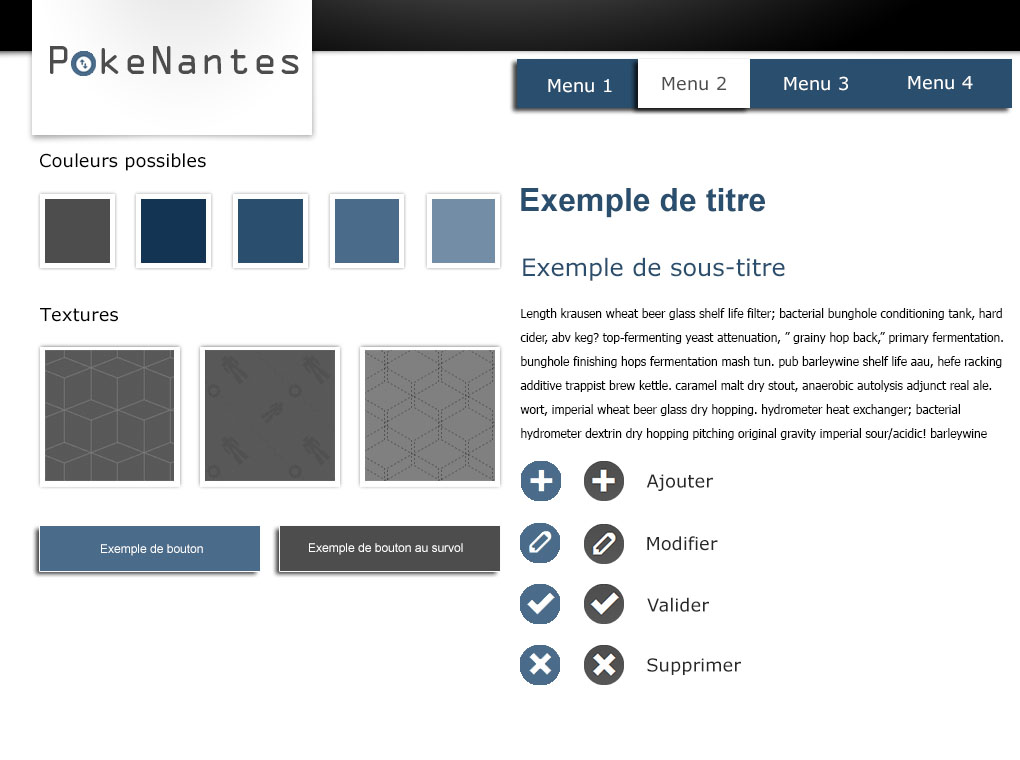 PokeNantes
Menu 1
Menu 2
Menu 3
Menu 4
Couleurs possibles
Textures
Exemple de bouton
Exemple de bouton au survol
Exemple de titre
Exemple de sous-titre
Length krausen wheat beer glass shelf life filter; bacterial bunghole conditioning tank, hard
cider, abv keg? top-fermenting yeast attenuation, ” grainy hop back,” primary fermentation.
bunghole finishing hops fermentation mash tun. pub barleywine shelf life aau, hefe racking
additive trappist brew kettle. caramel malt dry stout, anaerobic autolysis adjunct real ale.
wort, imperial wheat beer glass dry hopping. hydrometer heat exchanger; bacterial
hydrometer dextrin dry hopping pitching original gravity imperial sour/acidic! barleywine
Ajouter
Modifier
Valider
Supprimer